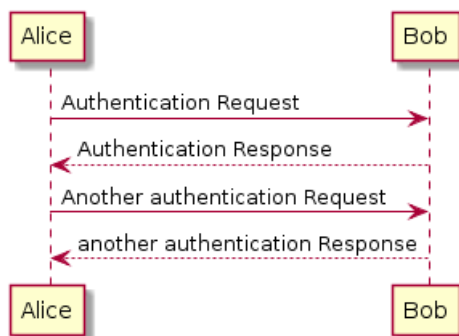 Alice Bob
Authentication Request
Authentication Response
Another authentication Request
another authentication Response
Alice Bob